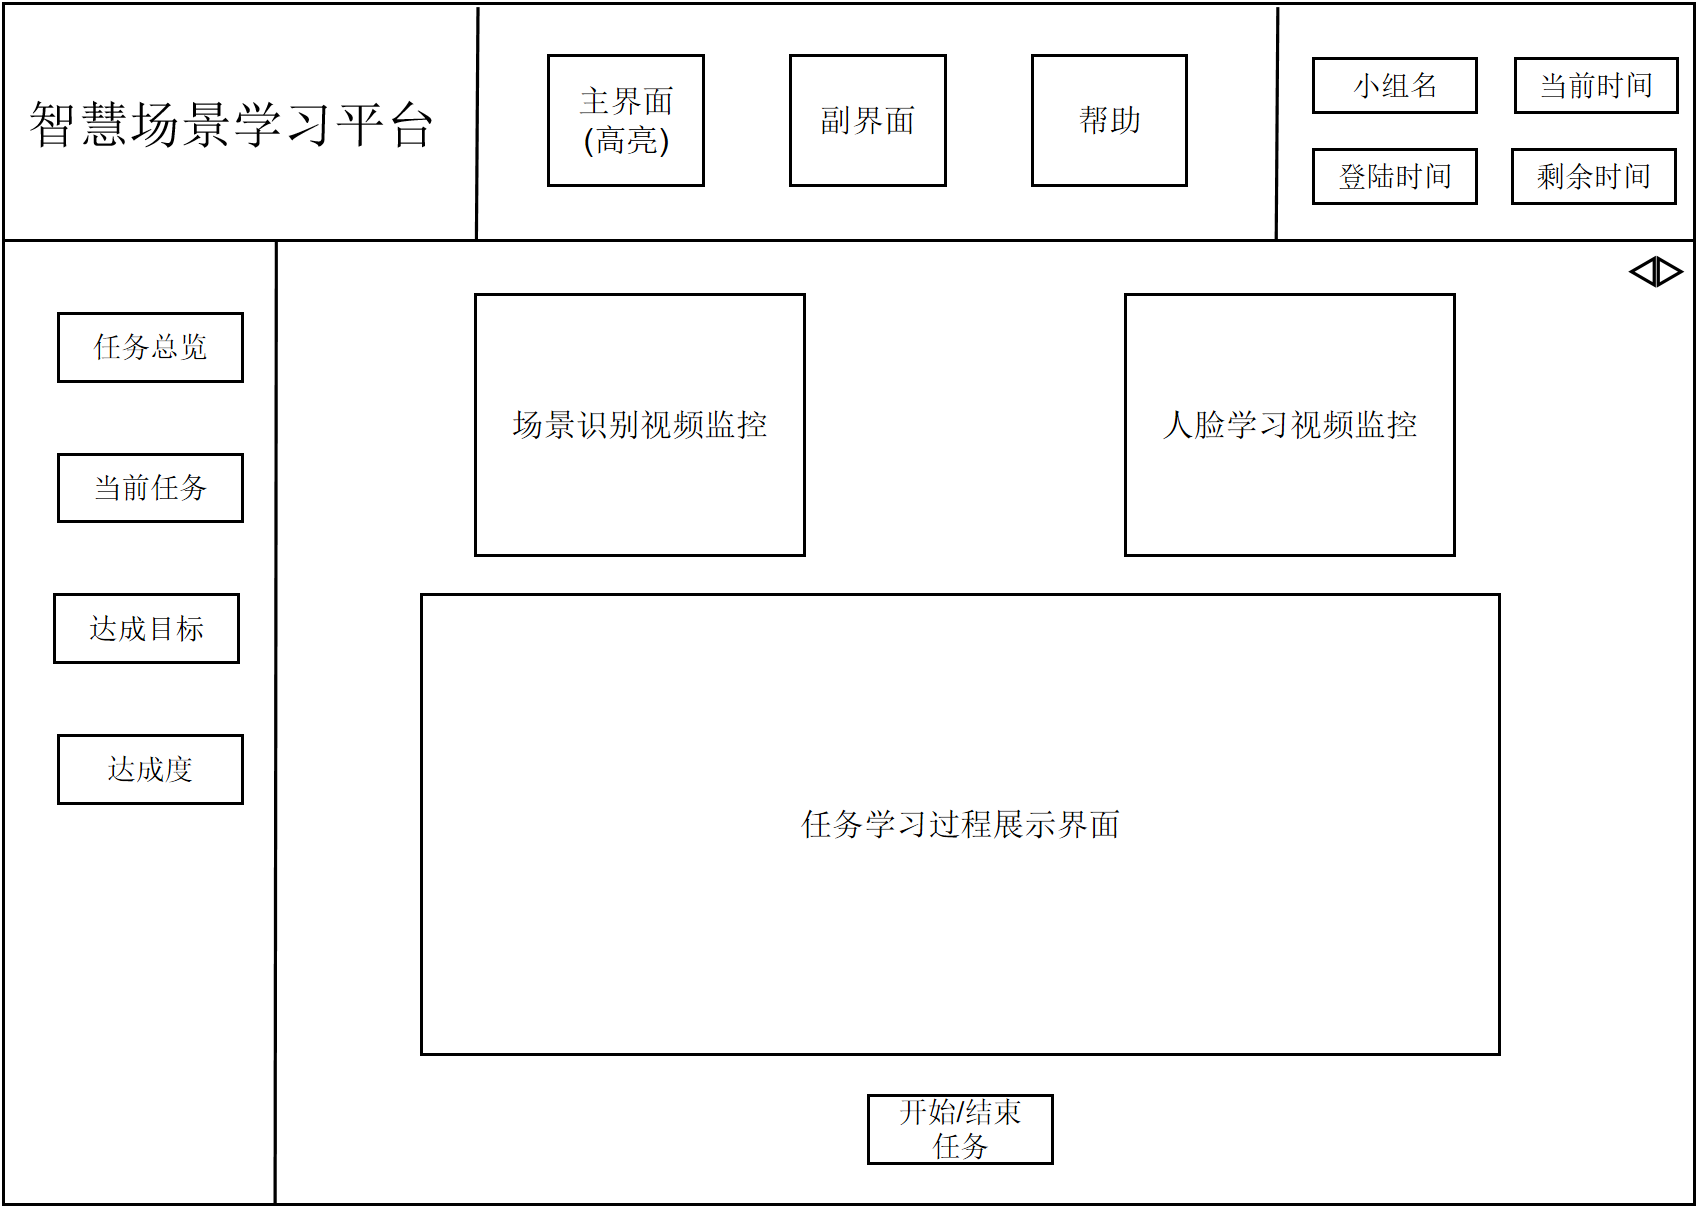 智慧场景学习平台
主界面
(高亮)
副界面
帮助
小组名
当前时间
登陆时间
剩余时间
任务总览
当前任务
达成目标
达成度
场景识别视频监控
人脸学习视频监控
任务学习过程展示界面
开始/结束
任务